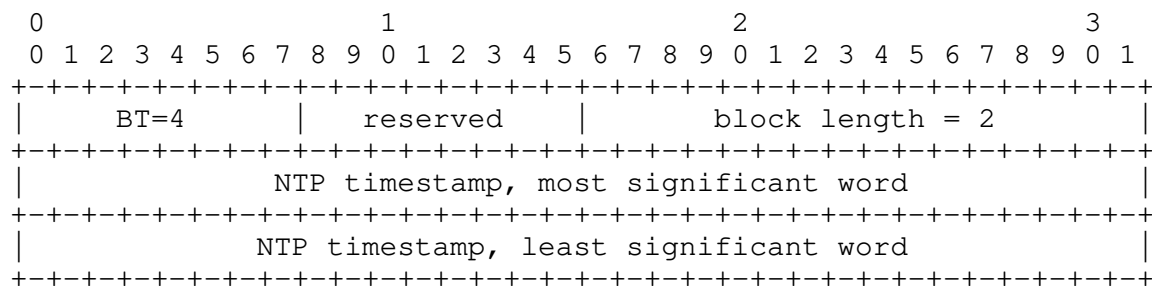 0                   1                   2                   3
 0 1 2 3 4 5 6 7 8 9 0 1 2 3 4 5 6 7 8 9 0 1 2 3 4 5 6 7 8 9 0 1
+-+-+-+-+-+-+-+-+-+-+-+-+-+-+-+-+-+-+-+-+-+-+-+-+-+-+-+-+-+-+-+-+
|     BT=4      |   reserved    |       block length = 2        |
+-+-+-+-+-+-+-+-+-+-+-+-+-+-+-+-+-+-+-+-+-+-+-+-+-+-+-+-+-+-+-+-+
|              NTP timestamp, most significant word             |
+-+-+-+-+-+-+-+-+-+-+-+-+-+-+-+-+-+-+-+-+-+-+-+-+-+-+-+-+-+-+-+-+
|             NTP timestamp, least significant word             |
+-+-+-+-+-+-+-+-+-+-+-+-+-+-+-+-+-+-+-+-+-+-+-+-+-+-+-+-+-+-+-+-+